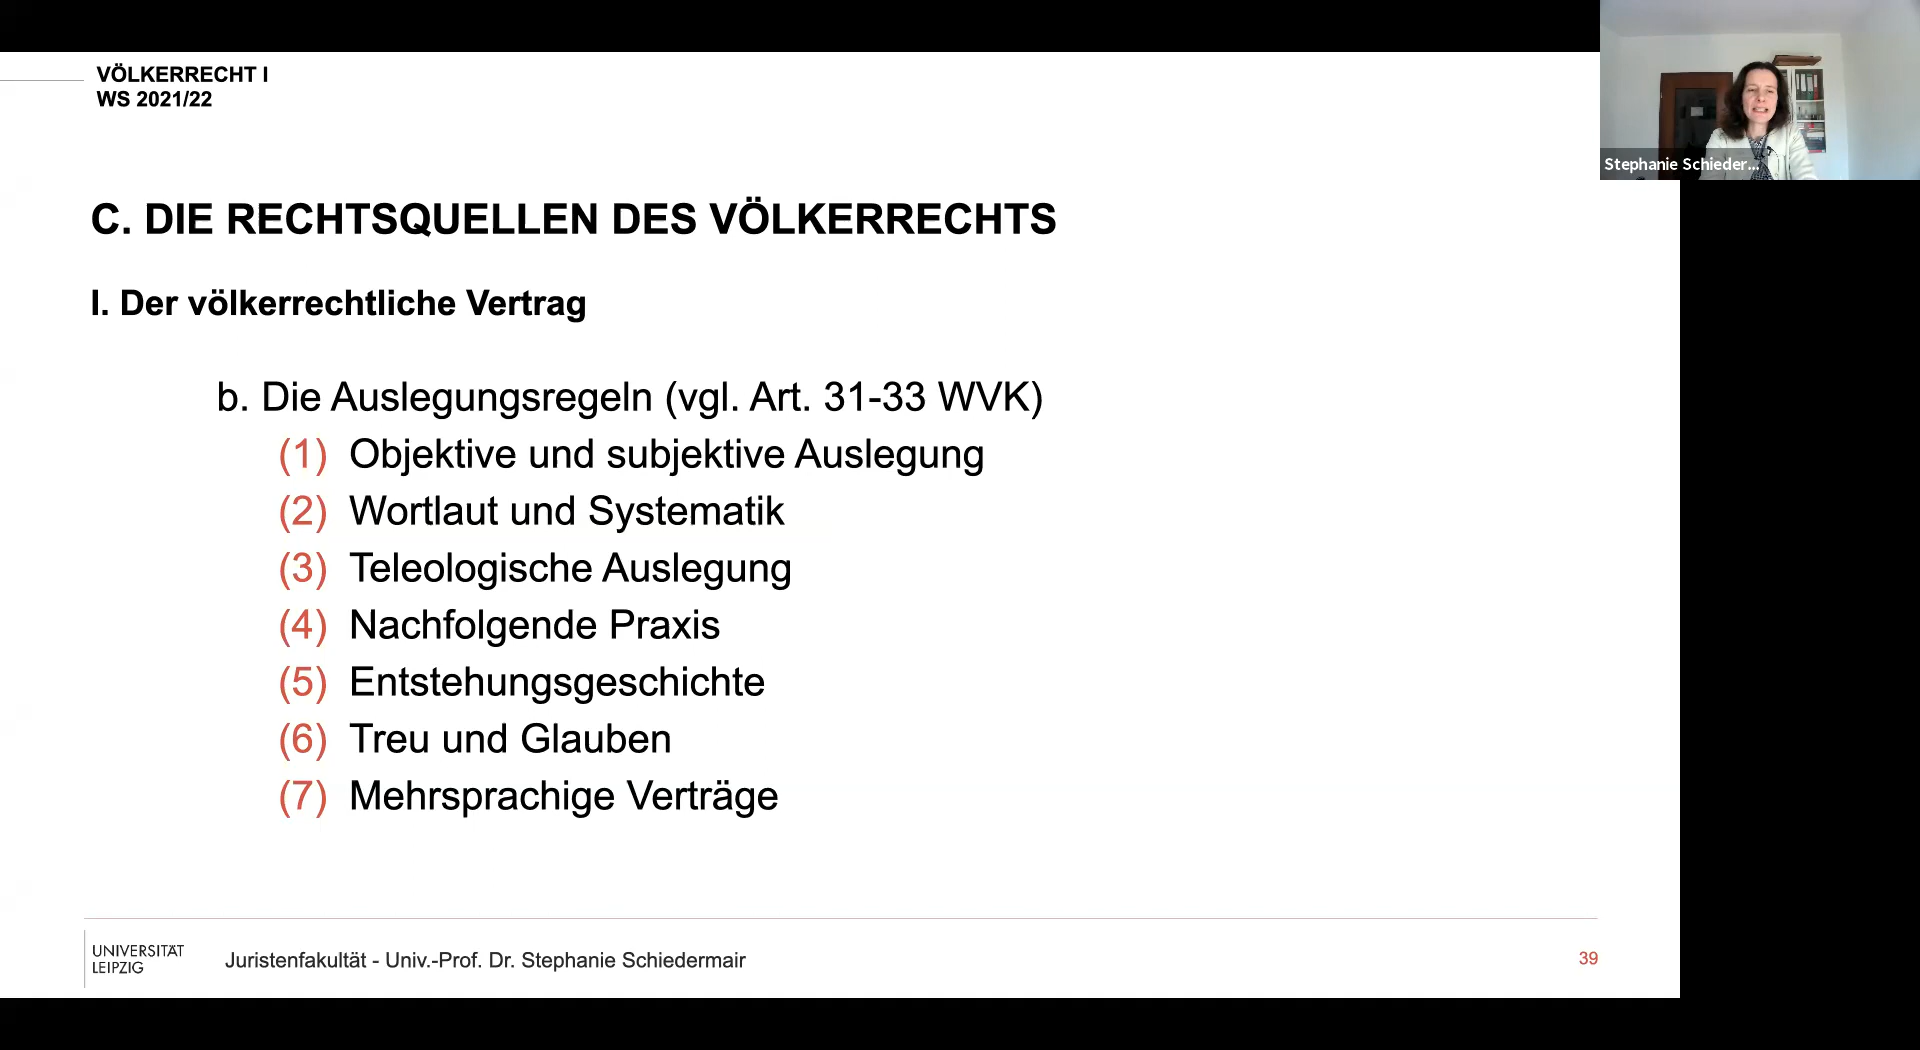 VÖLKERRECHT I
WS 2021/22
Stephanie Schieder...
C. DIE RECHTSQUELLEN DES VÖLKERRECHTS
I. Der völkerrechtliche Vertrag
b. Die Auslegungsregeln (vgl. Art. 31-33 WVK)
(1) Objektive und subjektive Auslegung
(2) Wortlaut und Systematik
(3) Teleologische Auslegung
(4) Nachfolgende Praxis
(5) Entstehungsgeschichte
(6) Treu und Glauben
(7) Mehrsprachige Verträge
UNIVERSITÄT
LEIPZIG
Juristenfakultät - Univ.-Prof. Dr. Stephanie Schiedermair
39